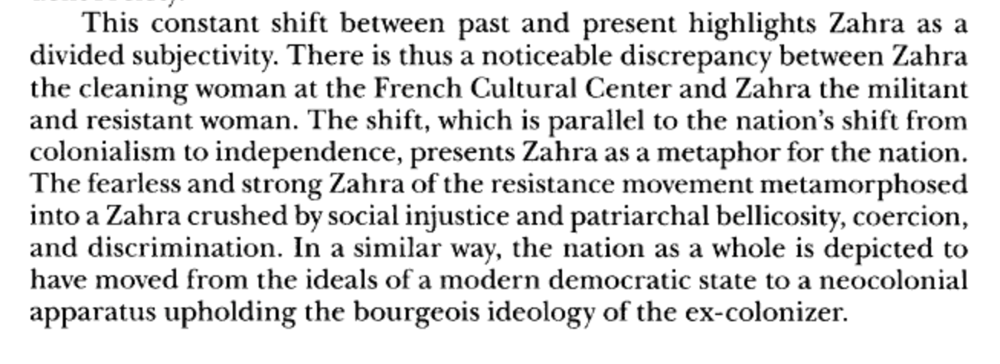 This constant shift between past and present highlights Zahra as a
divided subjectivity. There is thus a noticeable discrepancy between Zahra
the cleaning woman at the French Cultural Center and Zahra the militant
and resistant woman. The shift, which is parallel to the nation's shift from
colonialism to independence, presents Zahra as a metaphor for the nation.
The fearless and strong Zahra of the resistance movement metamorphosed
into a Zahra crushed by social injustice and patriarchal bellicosity, coercion,
and discrimination. In a similar way, the nation as a whole is depicted to
have moved from the ideals of a modern democratic state to a neocolonial
apparatus upholding the bourgeois ideology of the ex-colonizer.